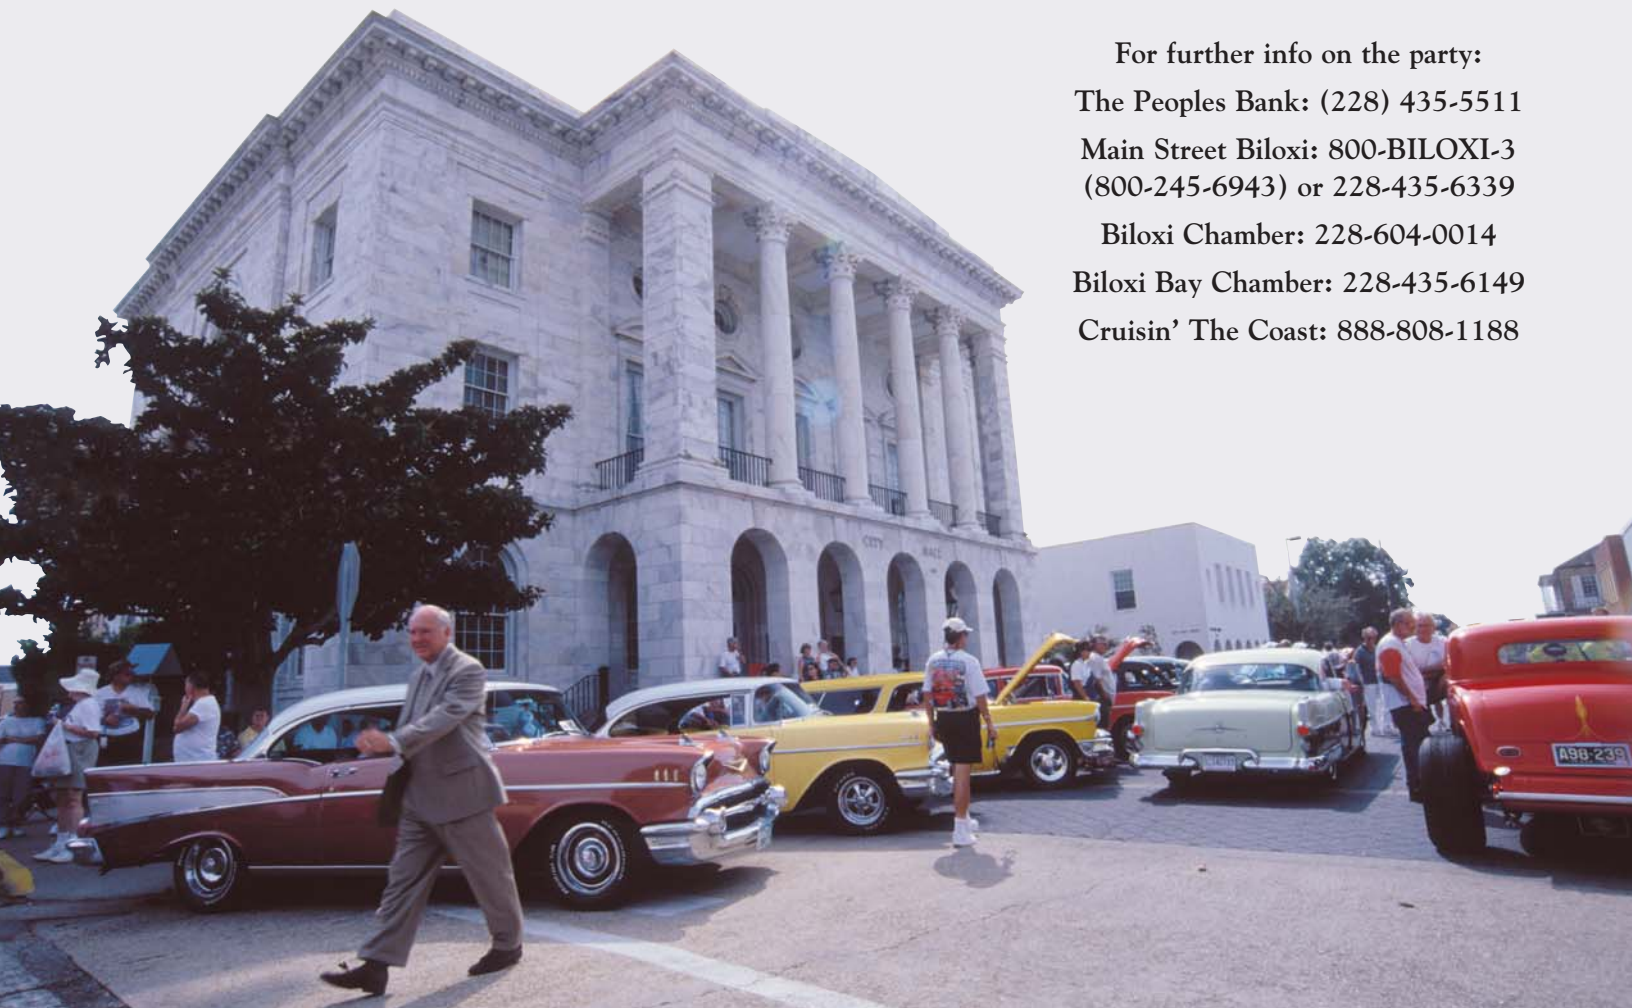 For further info on the party:
The Peoples Bank: (228) 435-5511
Main Street Biloxi: 800-BILOXI-3
(800-245-6943) or 228-435-6339
Biloxi Chamber: 228-604-0014
Biloxi Bay Chamber: 228-435-6149
Cruisin’ The Coast: 888-808-1188
CITY HALL
A98-239